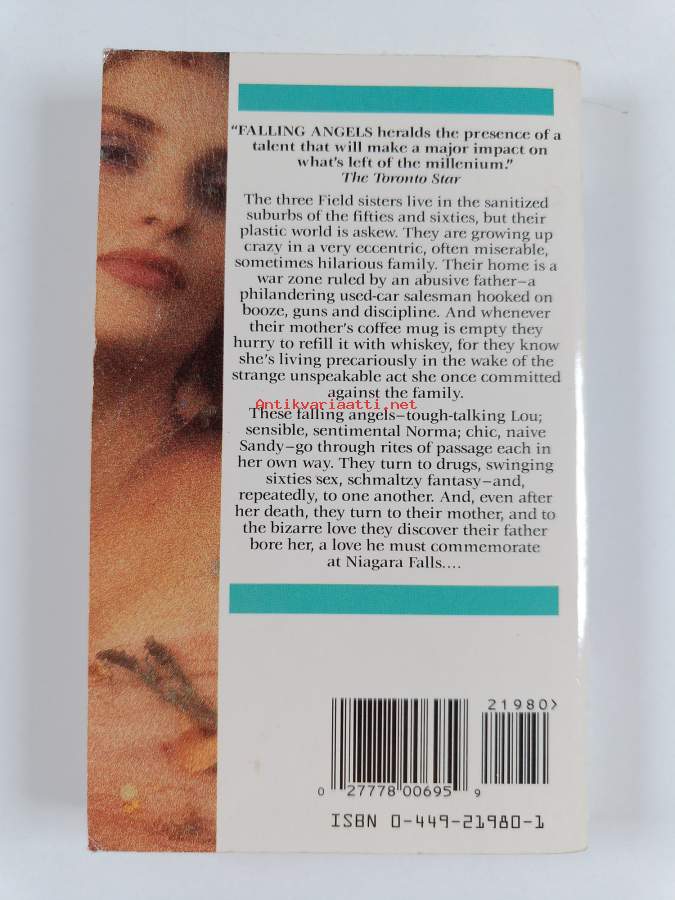 “FALLING ANGELS heralds the presence of a
talent that will make a major impact on
what’s left of the millenium.”
The Toronto Star
The three Field sisters live in the sanitized
suburbs of the fifties and sixties, but their
plastic world is askew. They are growing up
crazy in a very eccentric, often miserable,
sometimes hilarious family. Their home is a
war zone ruled by an abusive father—a
philandering used-car salesman hooked on
booze, guns and discipline. And whenever
their mother’s coffee mug is empty they
hurry to refill it with whiskey, for they know
she’s living precariously in the wake of the
strange unspeakable act she once committed
against the family.
Antikvariaatti.net
These falling angels—tough-talking Lou;
sensible, sentimental Norma; chic, naive
Sandy—go through rites of passage each in
her own way. They turn to drugs, swinging
sixties sex, schmaltzy fantasy—and,
repeatedly, to one another. And, even after
her death, they turn to their mother, and to
the bizarre love they discover their father
bore her, a love he must commemorate
at Niagara Falls....
21980>
0 27778 00695 9
ISBN 0-449-21980-1